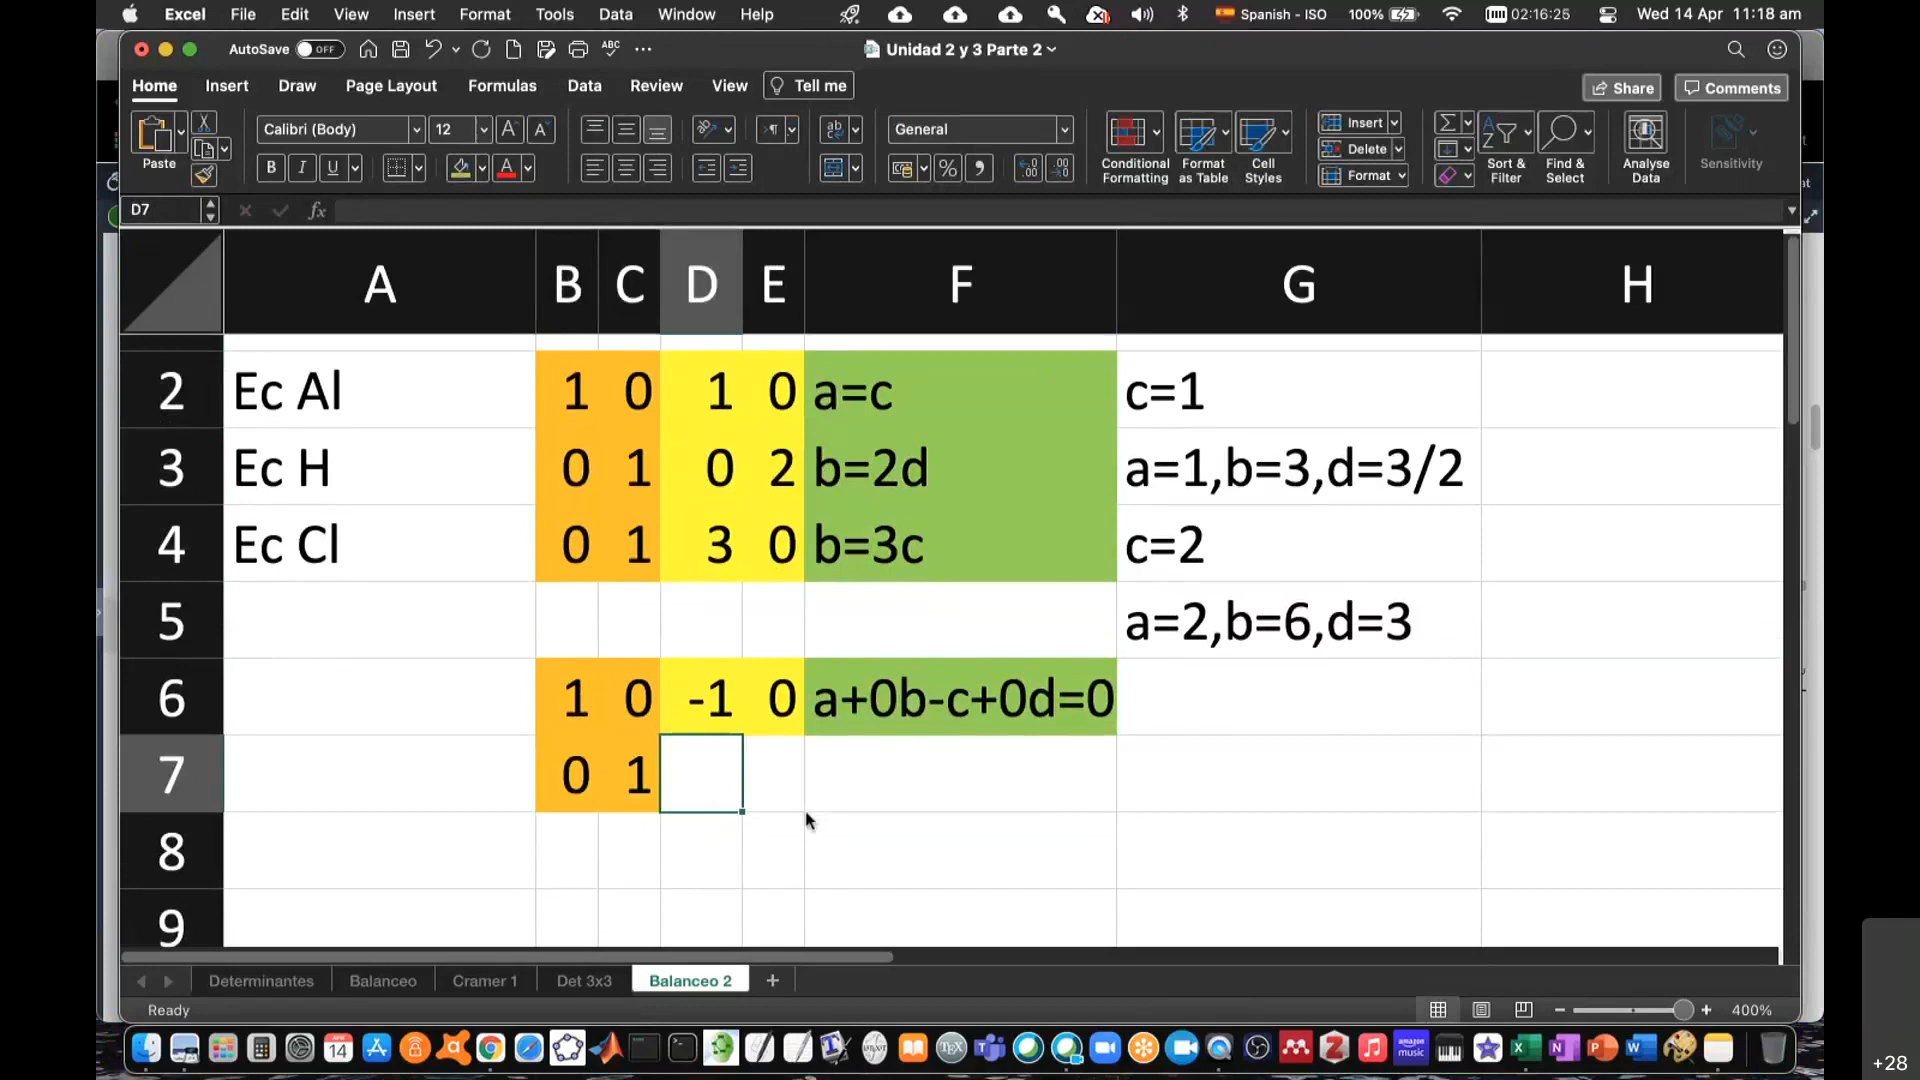 Excel File Edit View Insert Format Tools Data Window Help Spanish - ISO 100% 02:16:25 Wed 14 Apr 11:18 am
AutoSave OFF ABC ... Unidad 2 y 3 Parte 2
Home Insert Draw Page Layout Formulas Data Review View Tell me Share Comments
Paste Calibri (Body) 12 General Conditional Formatting Format as Table Cell Styles Insert Delete Format Sort & Filter Find & Select Analyse Data Sensitivity
D7 fx
A B C D E F G H
2 Ec Al 1 0 1 0 a=c c=1
3 Ec H 0 1 0 2 b=2d a=1,b=3,d=3/2
4 Ec Cl 0 1 3 0 b=3c c=2
5 a=2,b=6,d=3
6 1 0 -1 0 a+0b-c+0d=0
7 0 1
8
9
Determinantes Balanceo Cramer 1 Det 3x3 Balanceo 2 +
Ready 400%
+28